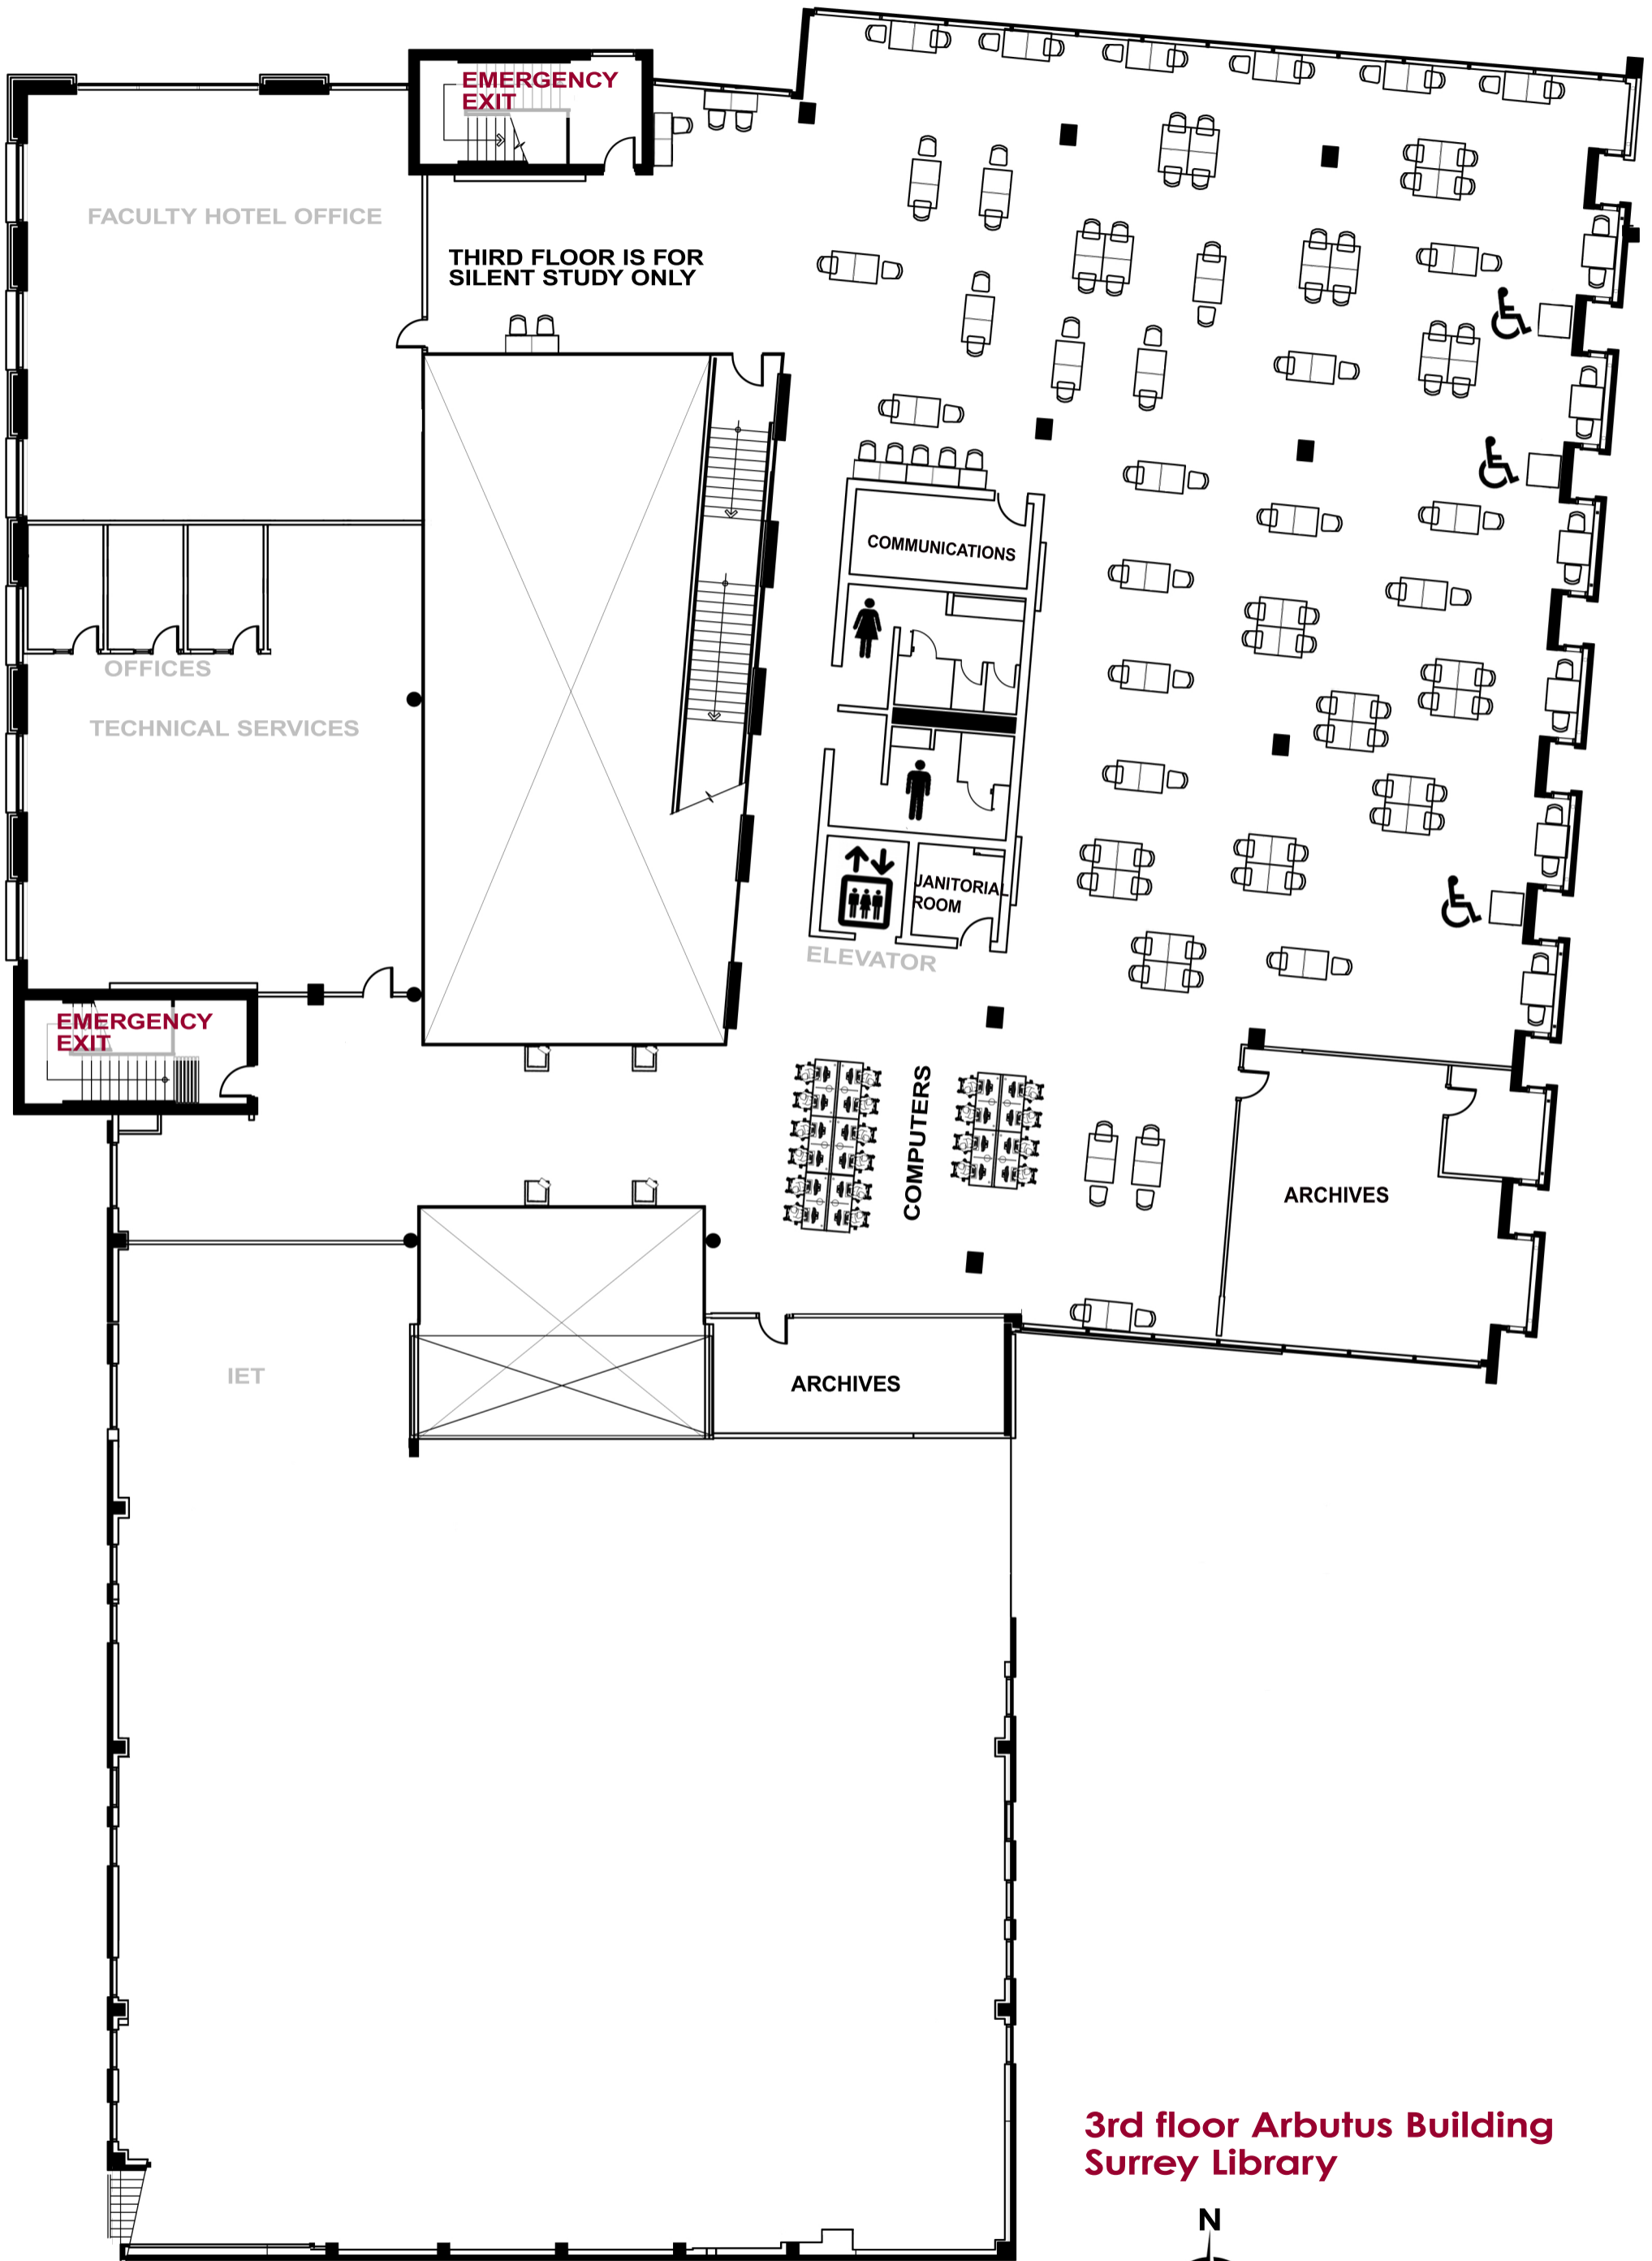 EMERGENCY
EXIT
FACULTY HOTEL OFFICE
THIRD FLOOR IS FOR
SILENT STUDY ONLY
COMMUNICATIONS
OFFICES
TECHNICAL SERVICES
JANITORIAL
ROOM
ELEVATOR
EMERGENCY
EXIT
COMPUTERS
ARCHIVES
IET
ARCHIVES
3rd floor Arbutus Building
Surrey Library
N